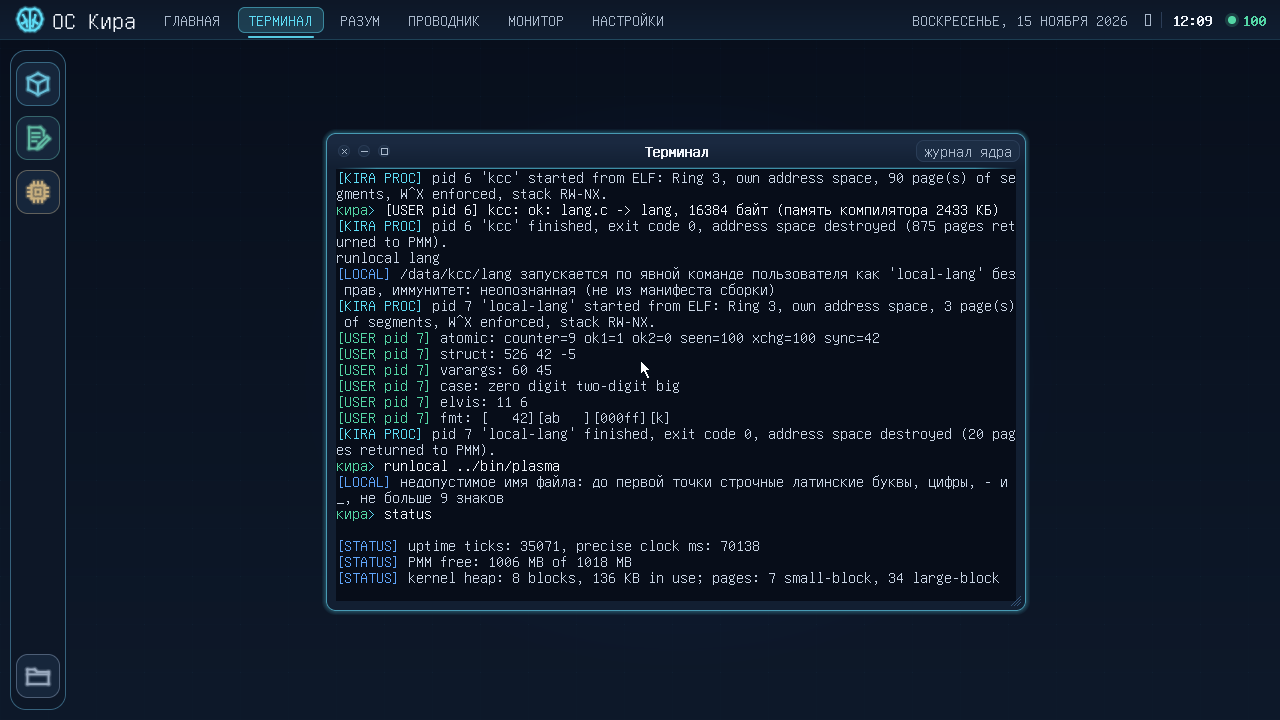 ОС Кира
ГЛАВНАЯ
ТЕРМИНАЛ
РАЗУМ
ПРОВОДНИК
МОНИТОР
НАСТРОЙКИ
ВОСКРЕСЕНЬЕ, 15 НОЯБРЯ 2026
12:09
100
Терминал
журнал ядра
[KIRA PROC] pid 6 'kcc' started from ELF: Ring 3, own address space, 90 page(s) of se
gments, W^X enforced, stack RW-NX.
кира> [USER pid 6] kcc: ok: lang.c -> lang, 16384 байт (память компилятора 2433 КБ)
[KIRA PROC] pid 6 'kcc' finished, exit code 0, address space destroyed (875 pages ret
urned to PMM).
runlocal lang
[LOCAL] /data/kcc/lang запускается по явной команде пользователя как 'local-lang' без
прав, иммунитет: неопознанная (не из манифеста сборки)
[KIRA PROC] pid 7 'local-lang' started from ELF: Ring 3, own address space, 3 page(s)
of segments, W^X enforced, stack RW-NX.
[USER pid 7] atomic: counter=9 ok1=1 ok2=0 seen=100 xchg=100 sync=42
[USER pid 7] struct: 526 42 -5
[USER pid 7] varargs: 60 45
[USER pid 7] case: zero digit two-digit big
[USER pid 7] elvis: 11 6
[USER pid 7] fmt: [   42][ab   ][000ff][k]
[KIRA PROC] pid 7 'local-lang' finished, exit code 0, address space destroyed (20 pag
es returned to PMM).
кира> runlocal ../bin/plasma
[LOCAL] недопустимое имя файла: до первой точки строчные латинские буквы, цифры, - и
_, не больше 9 знаков
кира> status
[STATUS] uptime ticks: 35071, precise clock ms: 70138
[STATUS] PMM free: 1006 MB of 1018 MB
[STATUS] kernel heap: 8 blocks, 136 KB in use; pages: 7 small-block, 34 large-block